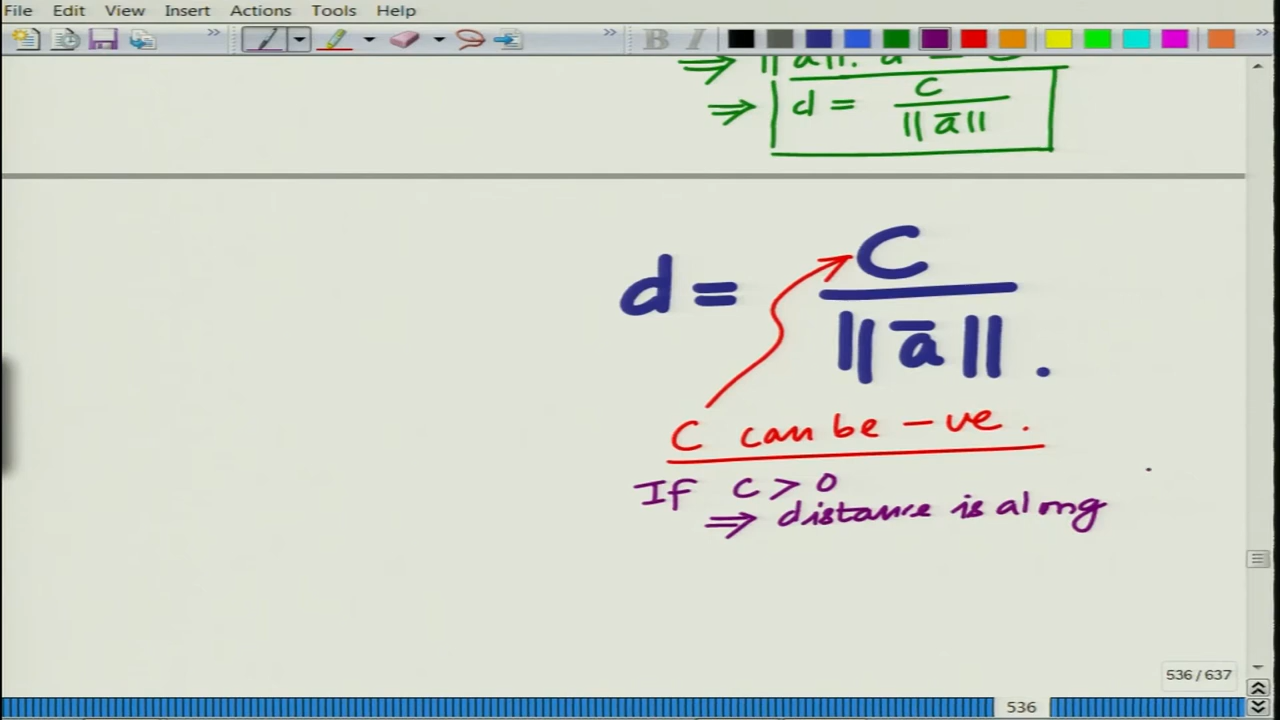 File Edit View Insert Actions Tools Help
B I
⇒ ||ā||. d = C
⇒ d = C / ||ā||
d = C / ||ā|| .
C can be -ve.
If C > 0
⇒ distance is along
536 / 637
536